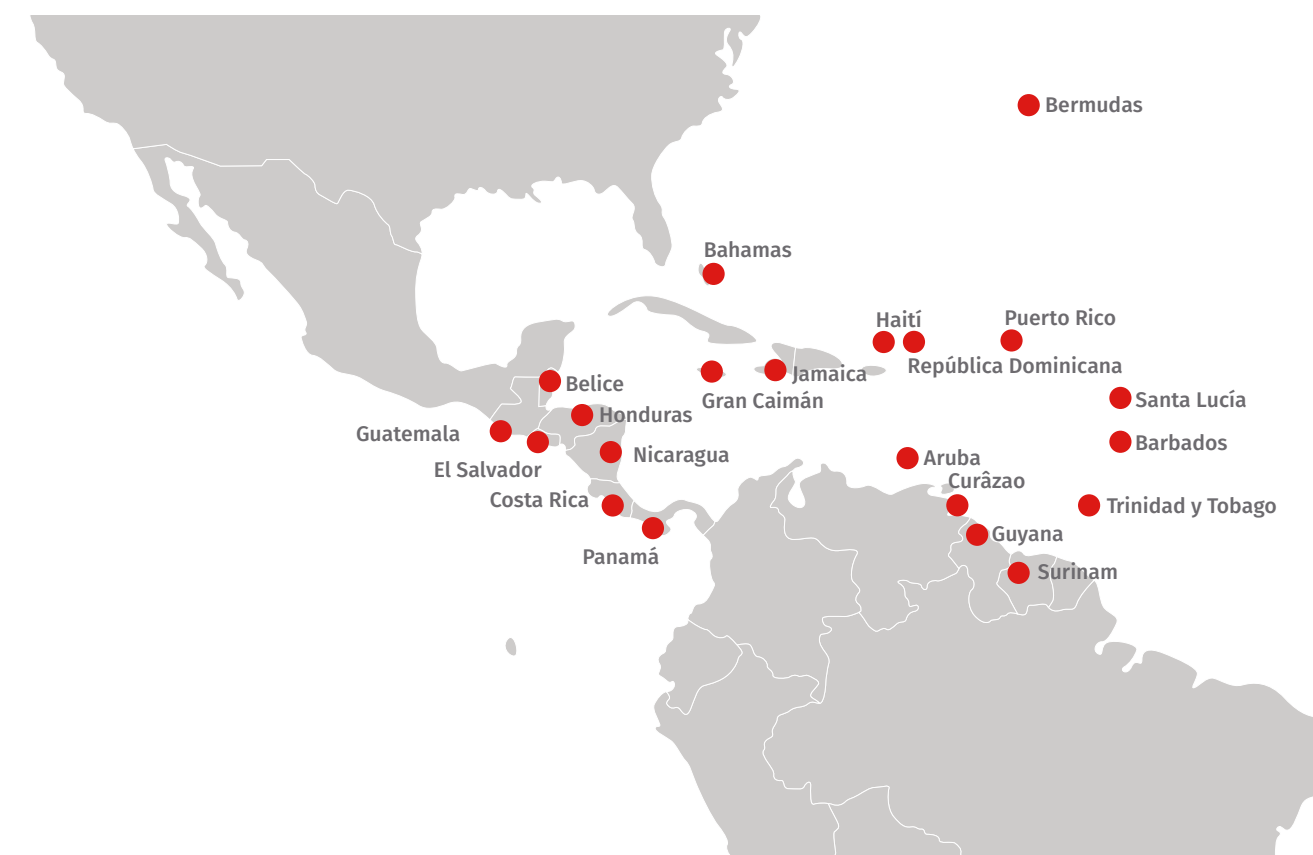 Bermudas
Bahamas
Puerto Rico
Haití
República Dominicana
Jamaica
Belice
Gran Caimán
Santa Lucía
Honduras
Guatemala
Barbados
Nicaragua
Aruba
El Salvador
Curâzao
Costa Rica
Trinidad y Tobago
Guyana
Panamá
Surinam